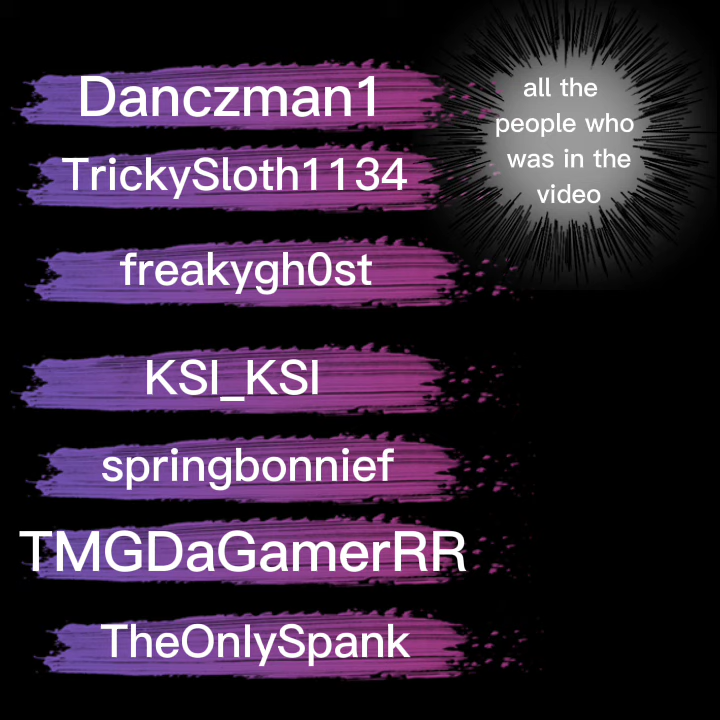 Danczman1
all the
people who
was in the
video
TrickySloth1134
freakygh0st
KSI_KSI
springbonnief
TMGDaGamerRR
TheOnlySpank